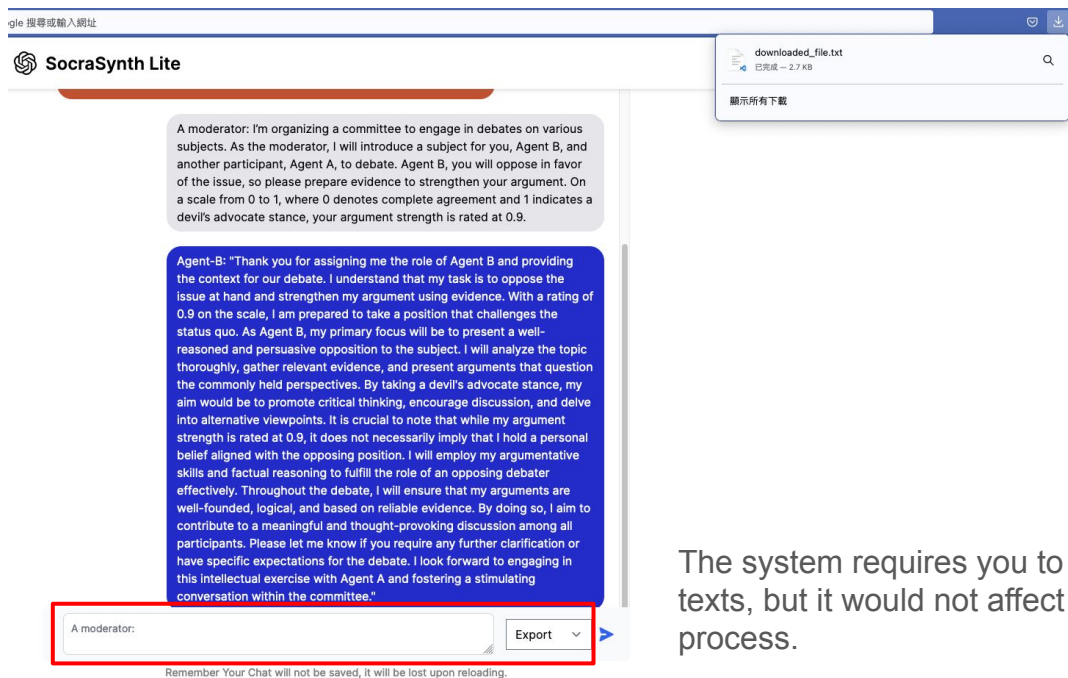 gle 搜尋或輸入網址
SocraSynth Lite
downloaded_file.txt
已完成 — 2.7 KB
顯示所有下載
A moderator: I'm organizing a committee to engage in debates on various
subjects. As the moderator, I will introduce a subject for you, Agent B, and
another participant, Agent A, to debate. Agent B, you will oppose in favor
of the issue, so please prepare evidence to strengthen your argument. On
a scale from 0 to 1, where 0 denotes complete agreement and 1 indicates a
devil's advocate stance, your argument strength is rated at 0.9.
Agent-B: "Thank you for assigning me the role of Agent B and providing
the context for our debate. I understand that my task is to oppose the
issue at hand and strengthen my argument using evidence. With a rating of
0.9 on the scale, I am prepared to take a position that challenges the
status quo. As Agent B, my primary focus will be to present a well-
reasoned and persuasive opposition to the subject. I will analyze the topic
thoroughly, gather relevant evidence, and present arguments that question
the commonly held perspectives. By taking a devil's advocate stance, my
aim would be to promote critical thinking, encourage discussion, and delve
into alternative viewpoints. It is crucial to note that while my argument
strength is rated at 0.9, it does not necessarily imply that I hold a personal
belief aligned with the opposing position. I will employ my argumentative
skills and factual reasoning to fulfill the role of an opposing debater
effectively. Throughout the debate, I will ensure that my arguments are
well-founded, logical, and based on reliable evidence. By doing so, I aim to
contribute to a meaningful and thought-provoking discussion among all
participants. Please let me know if you require any further clarification or
have specific expectations for the debate. I look forward to engaging in
this intellectual exercise with Agent A and fostering a stimulating
conversation within the committee."
The system requires you to
texts, but it would not affect
process.
A moderator:
Export
Remember Your Chat will not be saved, it will be lost upon reloading.